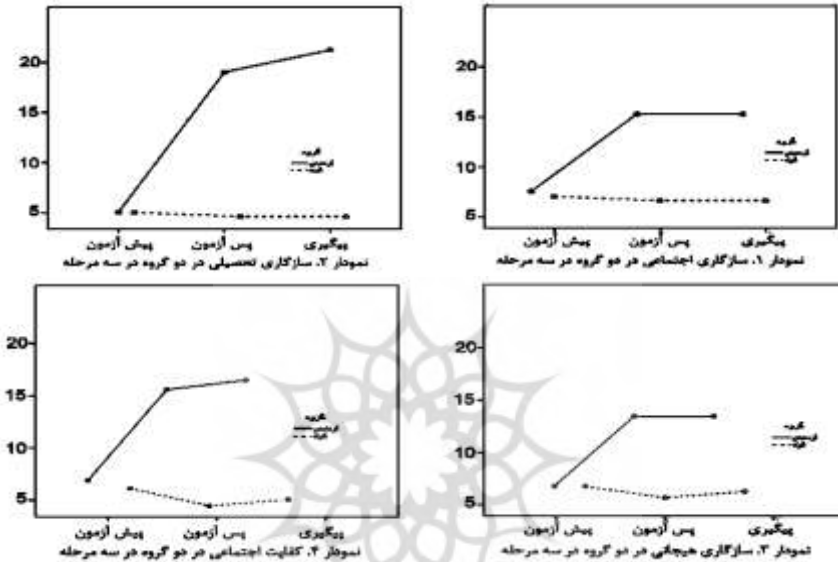 20
15
10
5
گروه
پیش آزمون پس آزمون پیگیری
نمودار ۱. سازگاری اجتماعی در دو گروه در سه مرحله
20
15
10
5
گروه
پیش آزمون پس آزمون پیگیری
نمودار ۲. سازگاری تحصیلی در دو گروه در سه مرحله
20
15
10
5
گروه
پیش آزمون پس آزمون پیگیری
نمودار ۳. سازگاری هیجانی در دو گروه در سه مرحله
20
15
10
5
گروه
پیش آزمون پس آزمون پیگیری
نمودار ۴. کفایت اجتماعی در دو گروه در سه مرحله